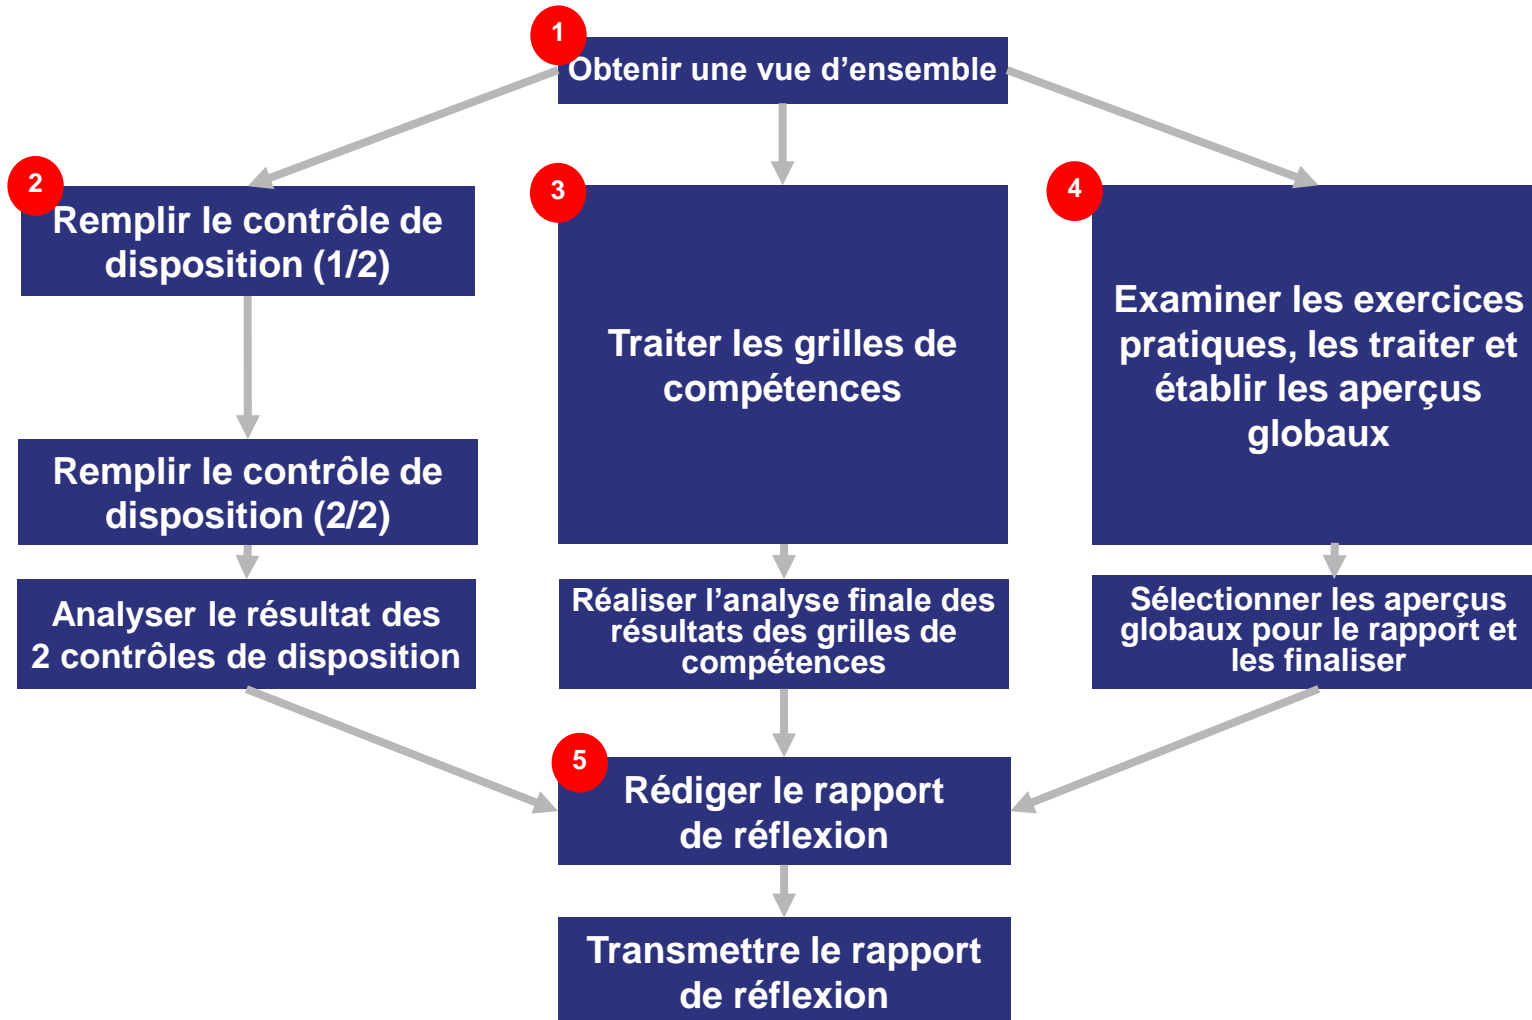 1
Obtenir une vue d’ensemble
2
Remplir le contrôle de
disposition (1/2)
3
Traiter les grilles de
compétences
4
Examiner les exercices
pratiques, les traiter et
établir les aperçus
globaux
Remplir le contrôle de
disposition (2/2)
Analyser le résultat des
2 contrôles de disposition
Réaliser l’analyse finale des
résultats des grilles de
compétences
Sélectionner les aperçus
globaux pour le rapport et
les finaliser
5
Rédiger le rapport
de réflexion
Transmettre le rapport
de réflexion